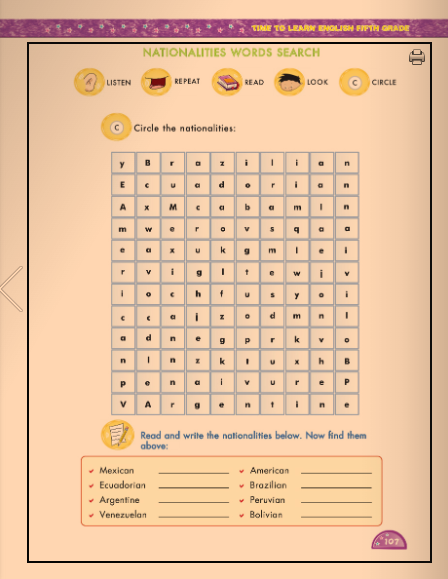 TIME TO LEARN ENGLISH FIFTH GRADE
NATIONALITIES WORDS SEARCH
LISTEN REPEAT READ LOOK C CIRCLE
C Circle the nationalities:
y B r a z i l i a n
E c u a d o r i a n
A x M c a b a m l n
m w e r o v s q a a
e a x u k g m l e i
r v i g l t e w j v
i o c h f u s y o i
c c a j z o d m n l
a d n e g p r k v o
n l n z k I u x h B
p e n a i v u r e P
V A r g e n t i n e
Read and write the nationalities below. Now find them
above:
Mexican ____________ American ____________
Ecuadorian ____________ Brazilian ____________
Argentine ____________ Peruvian ____________
Venezuelan ____________ Bolivian ____________
107